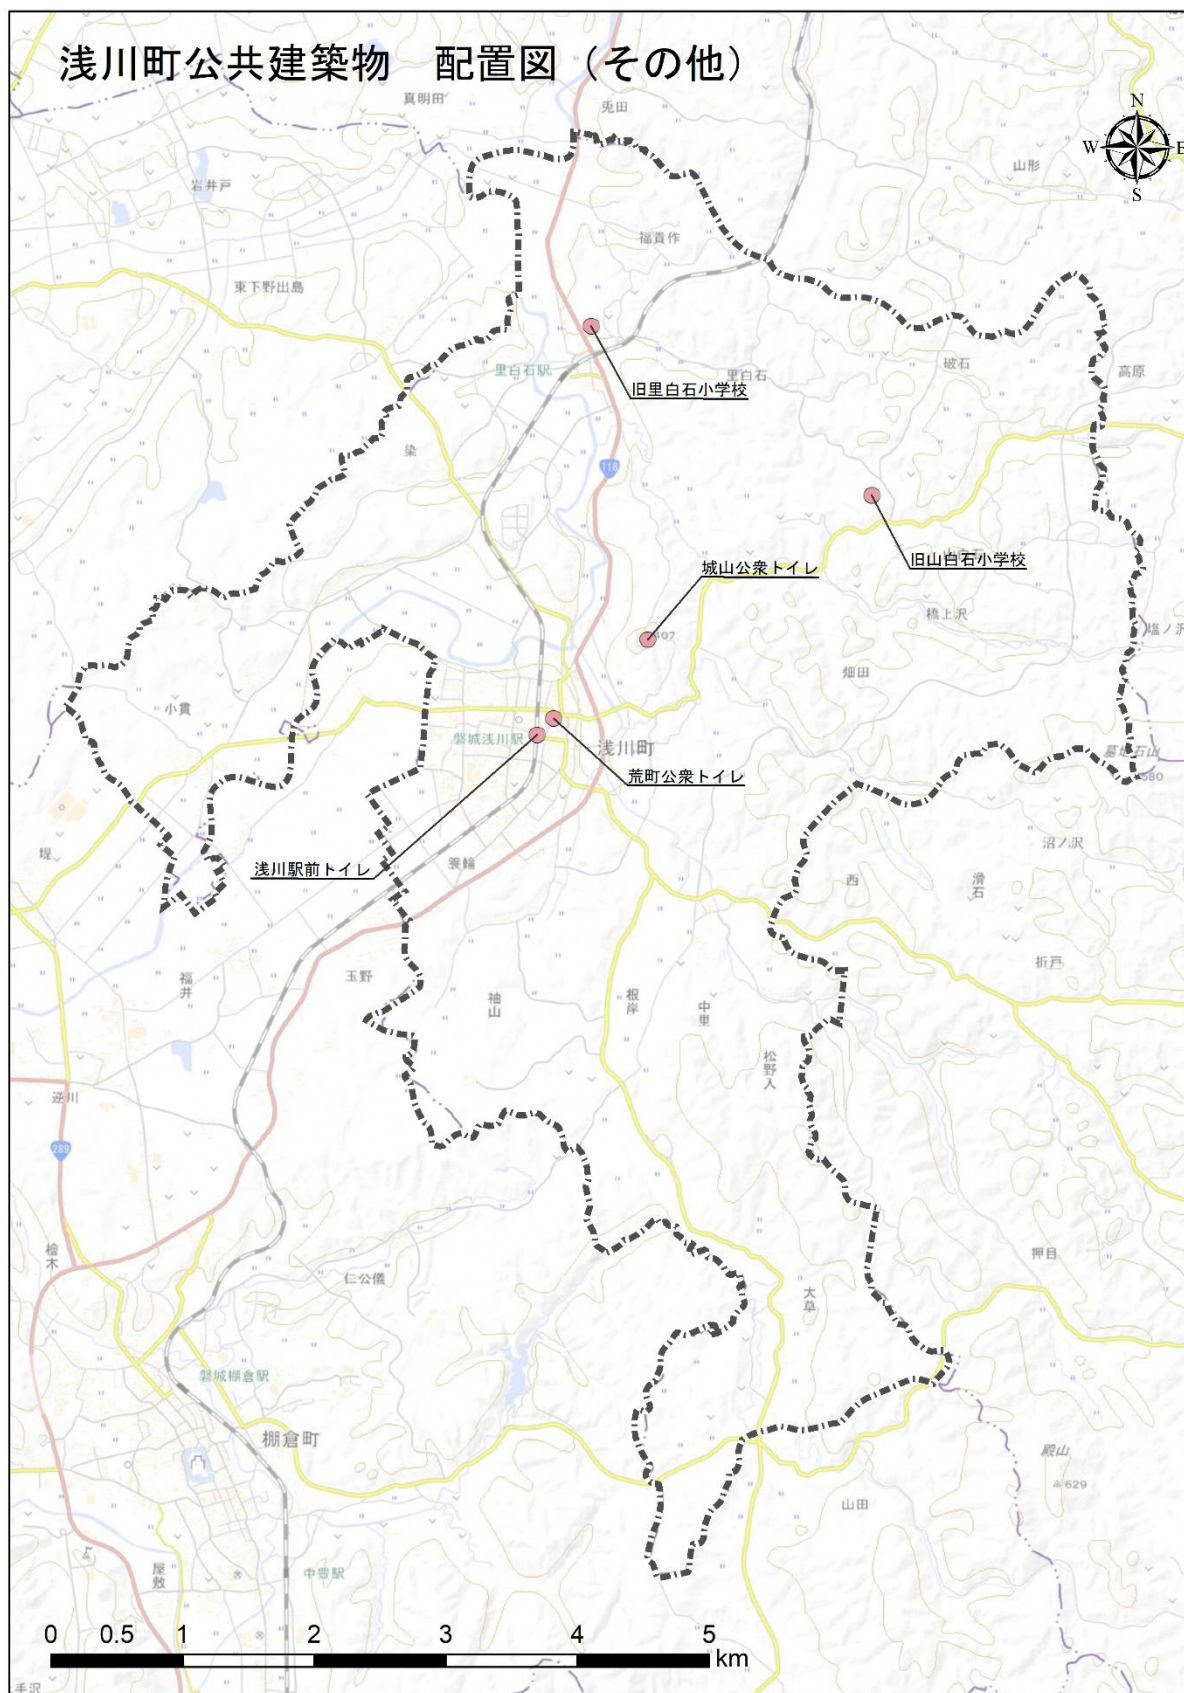 浅川町公共建築物　配置図（その他）
真明田
兎田
N
W
E
S
山形
岩井戸
福貴作
東下野出島
里白石駅
里白石
破石
高原
旧里白石小学校
染
118
旧山白石小学校
城山公衆トイレ
橋上沢
塩ノ沢
407
畑田
小貫
磐城浅川駅
浅川町
荒町公衆トイレ
680
堤
浅川駅前トイレ
簑輪
沼ノ沢
西
滑石
福井
玉野
袖山
根岸
中里
折戸
松野入
逆川
289
檜木
仁公儀
大草
押目
磐城棚倉駅
棚倉町
殿山
629
山田
屋敷
中豊駅
0 0.5 1 2 3 4 5
km
手沢